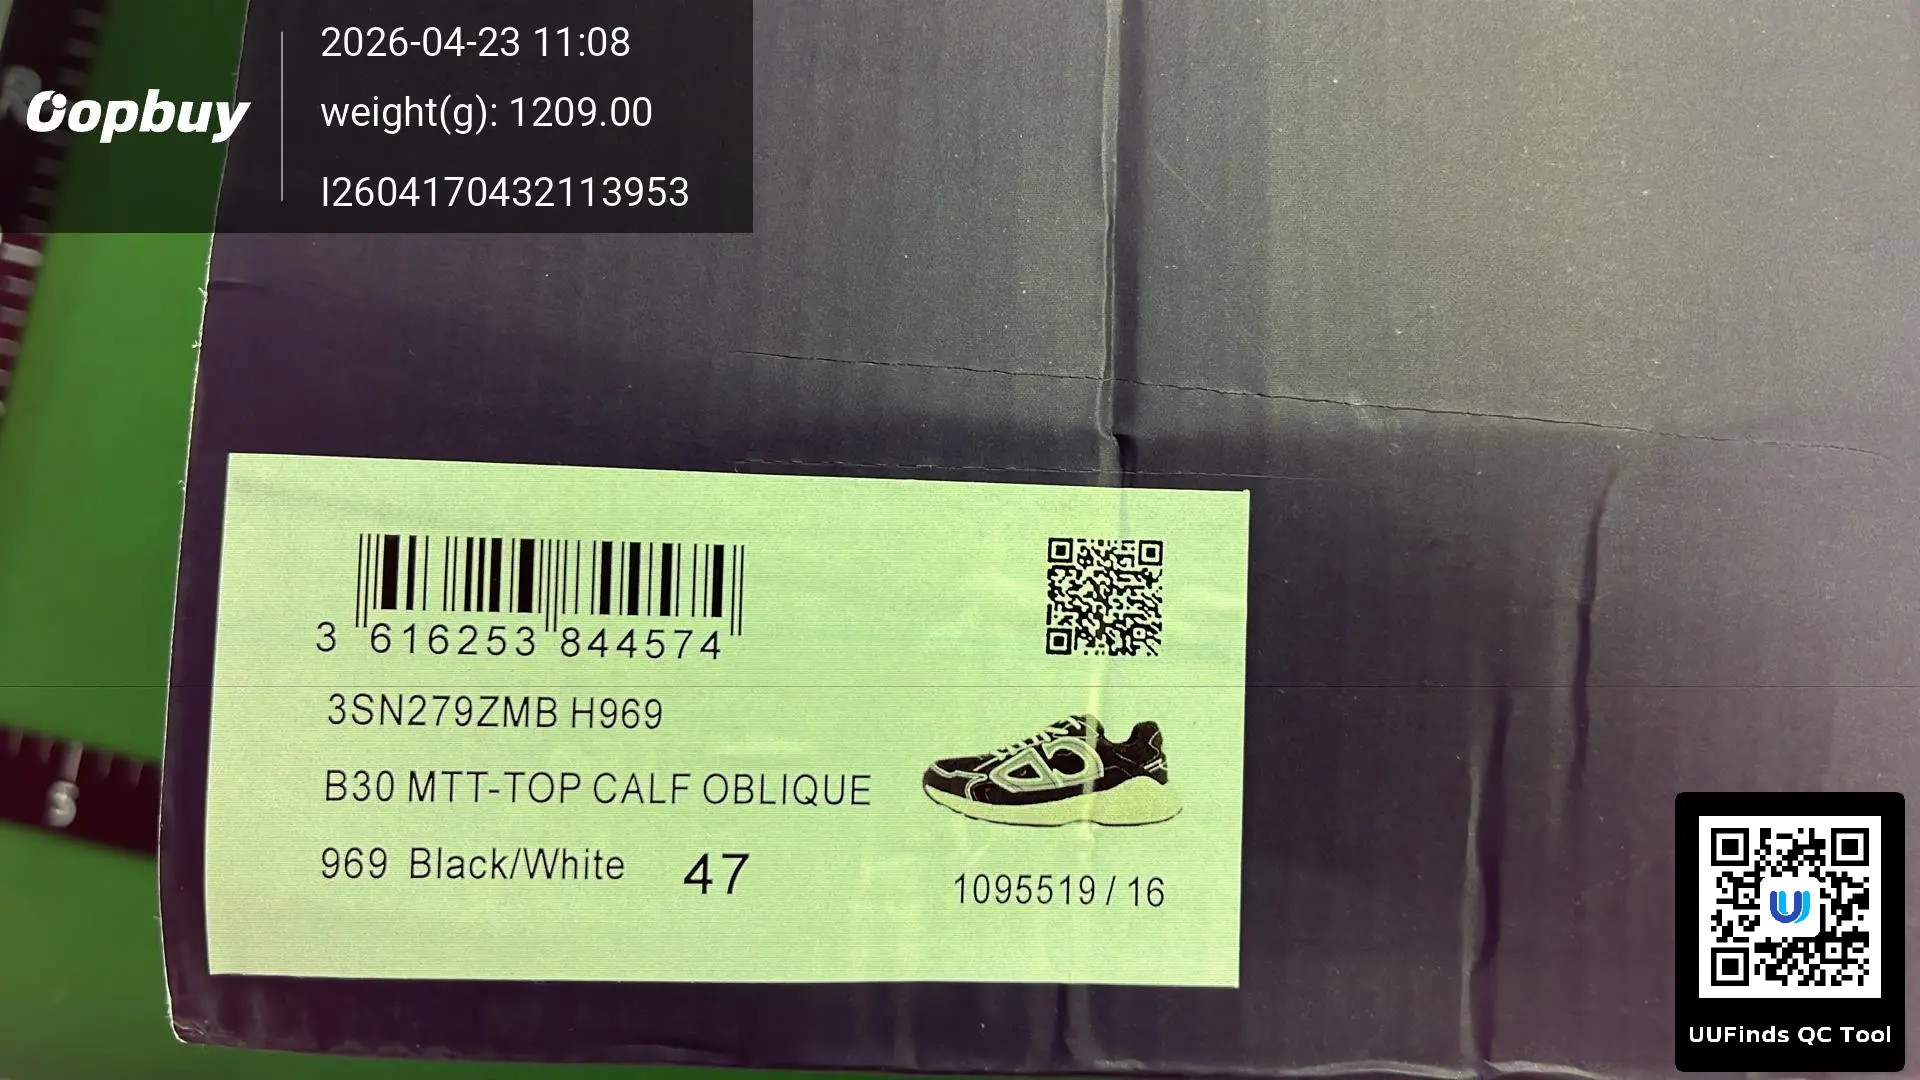 Oopbuy
2026-04-23 11:08
weight(g): 1209.00
I2604170432113953
3 616253 844574
3SN279ZMB H969
B30 MTT-TOP CALF OBLIQUE
969 Black/White 47
1095519 / 16
5
UUFinds QC Tool